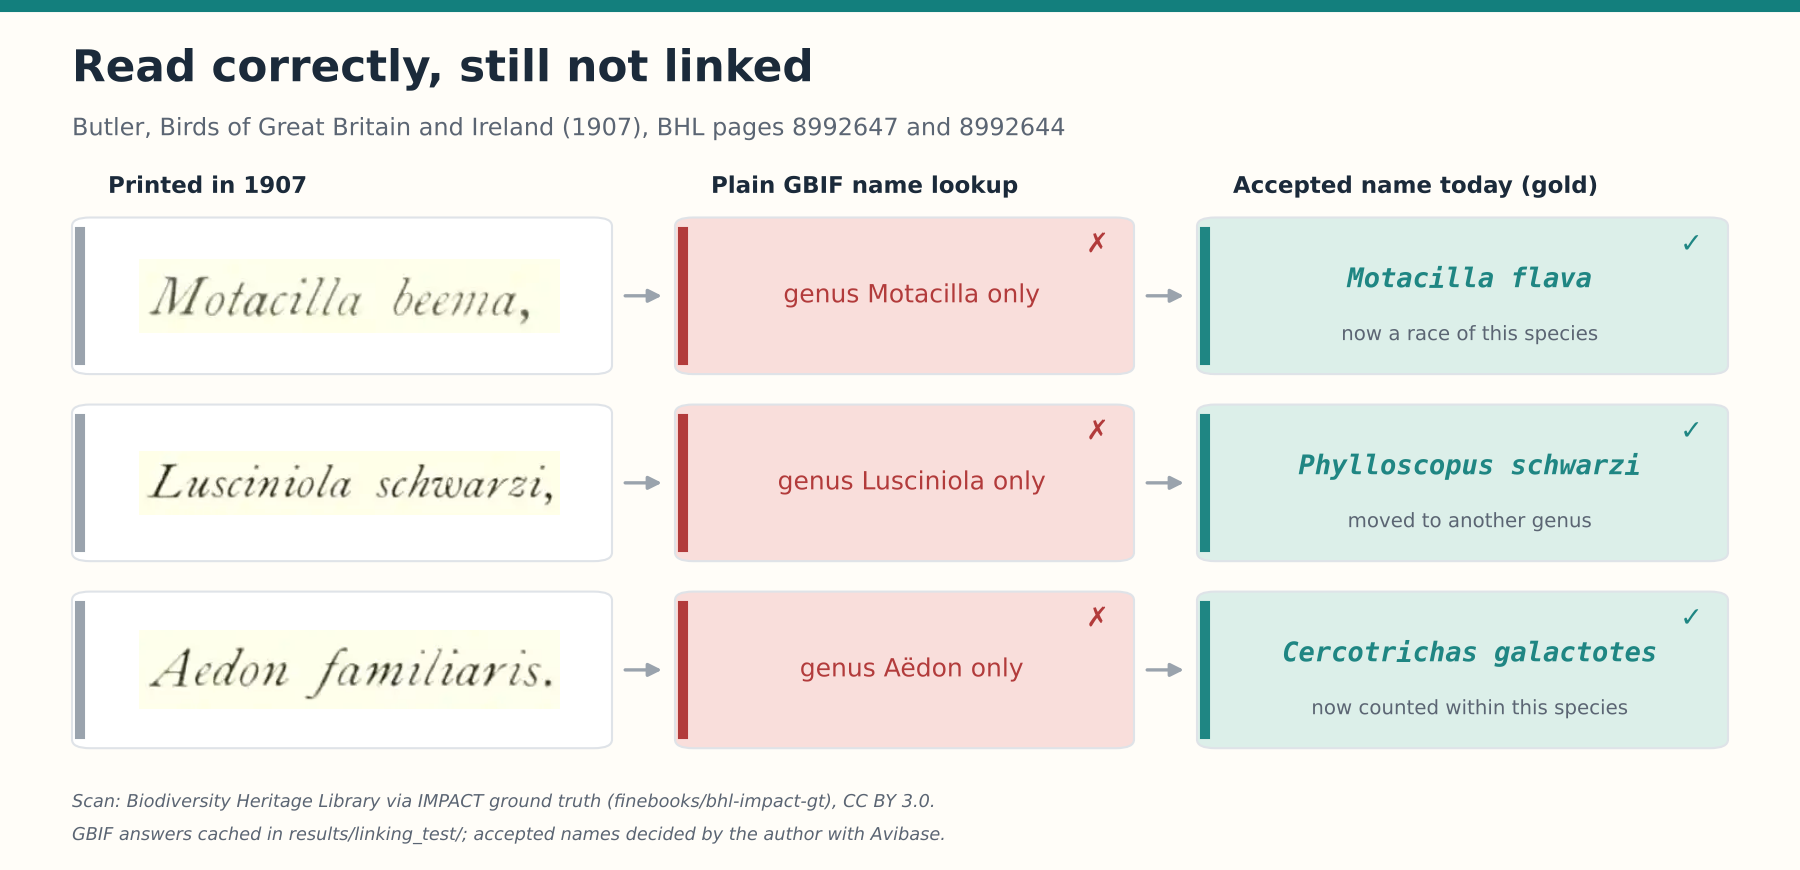 Read correctly, still not linked
Butler, Birds of Great Britain and Ireland (1907), BHL pages 8992647 and 8992644
Printed in 1907
Plain GBIF name lookup
Accepted name today (gold)
Motacilla beema,
genus Motacilla only
✗
Motacilla flava
✓
now a race of this species
Lusciniola schwarzi,
genus Lusciniola only
✗
Phylloscopus schwarzi
✓
moved to another genus
Aedon familiaris.
genus Aëdon only
✗
Cercotrichas galactotes
✓
now counted within this species
Scan: Biodiversity Heritage Library via IMPACT ground truth (finebooks/bhl-impact-gt), CC BY 3.0.
GBIF answers cached in results/linking_test/; accepted names decided by the author with Avibase.